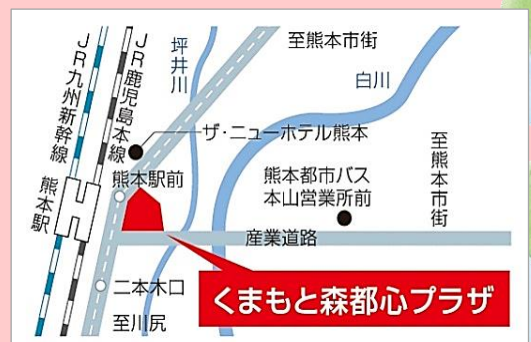 至熊本市街
坪井川
白川
JR鹿児島本線
JR九州新幹線
ザ・ニューホテル熊本
熊本駅
熊本駅前
熊本都市バス
本山営業所前
至熊本市街
産業道路
二本木口
くまもと森都心プラザ
至川尻